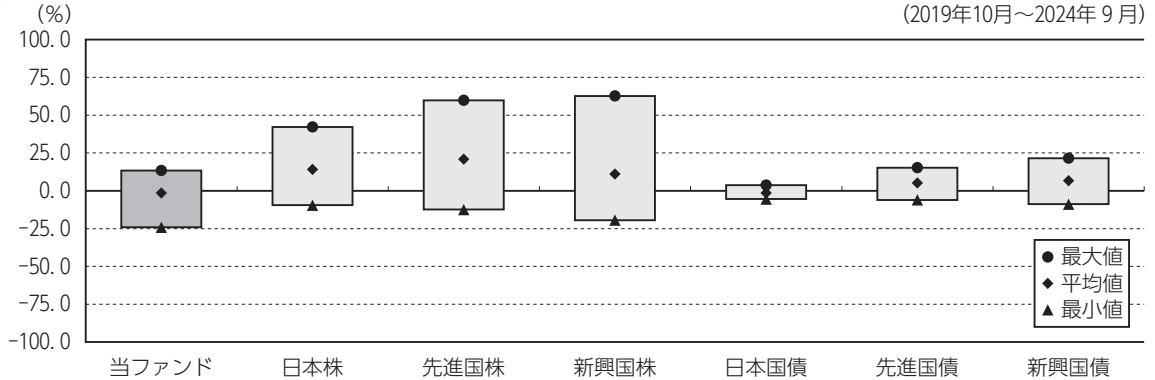 (%)
(2019年10月～2024年9月)
100.0
75.0
50.0
25.0
0.0
-25.0
-50.0
-75.0
-100.0
● 最大値
◆ 平均値
▲ 最小値
当ファンド 日本株 先進国株 新興国株 日本国債 先進国債 新興国債